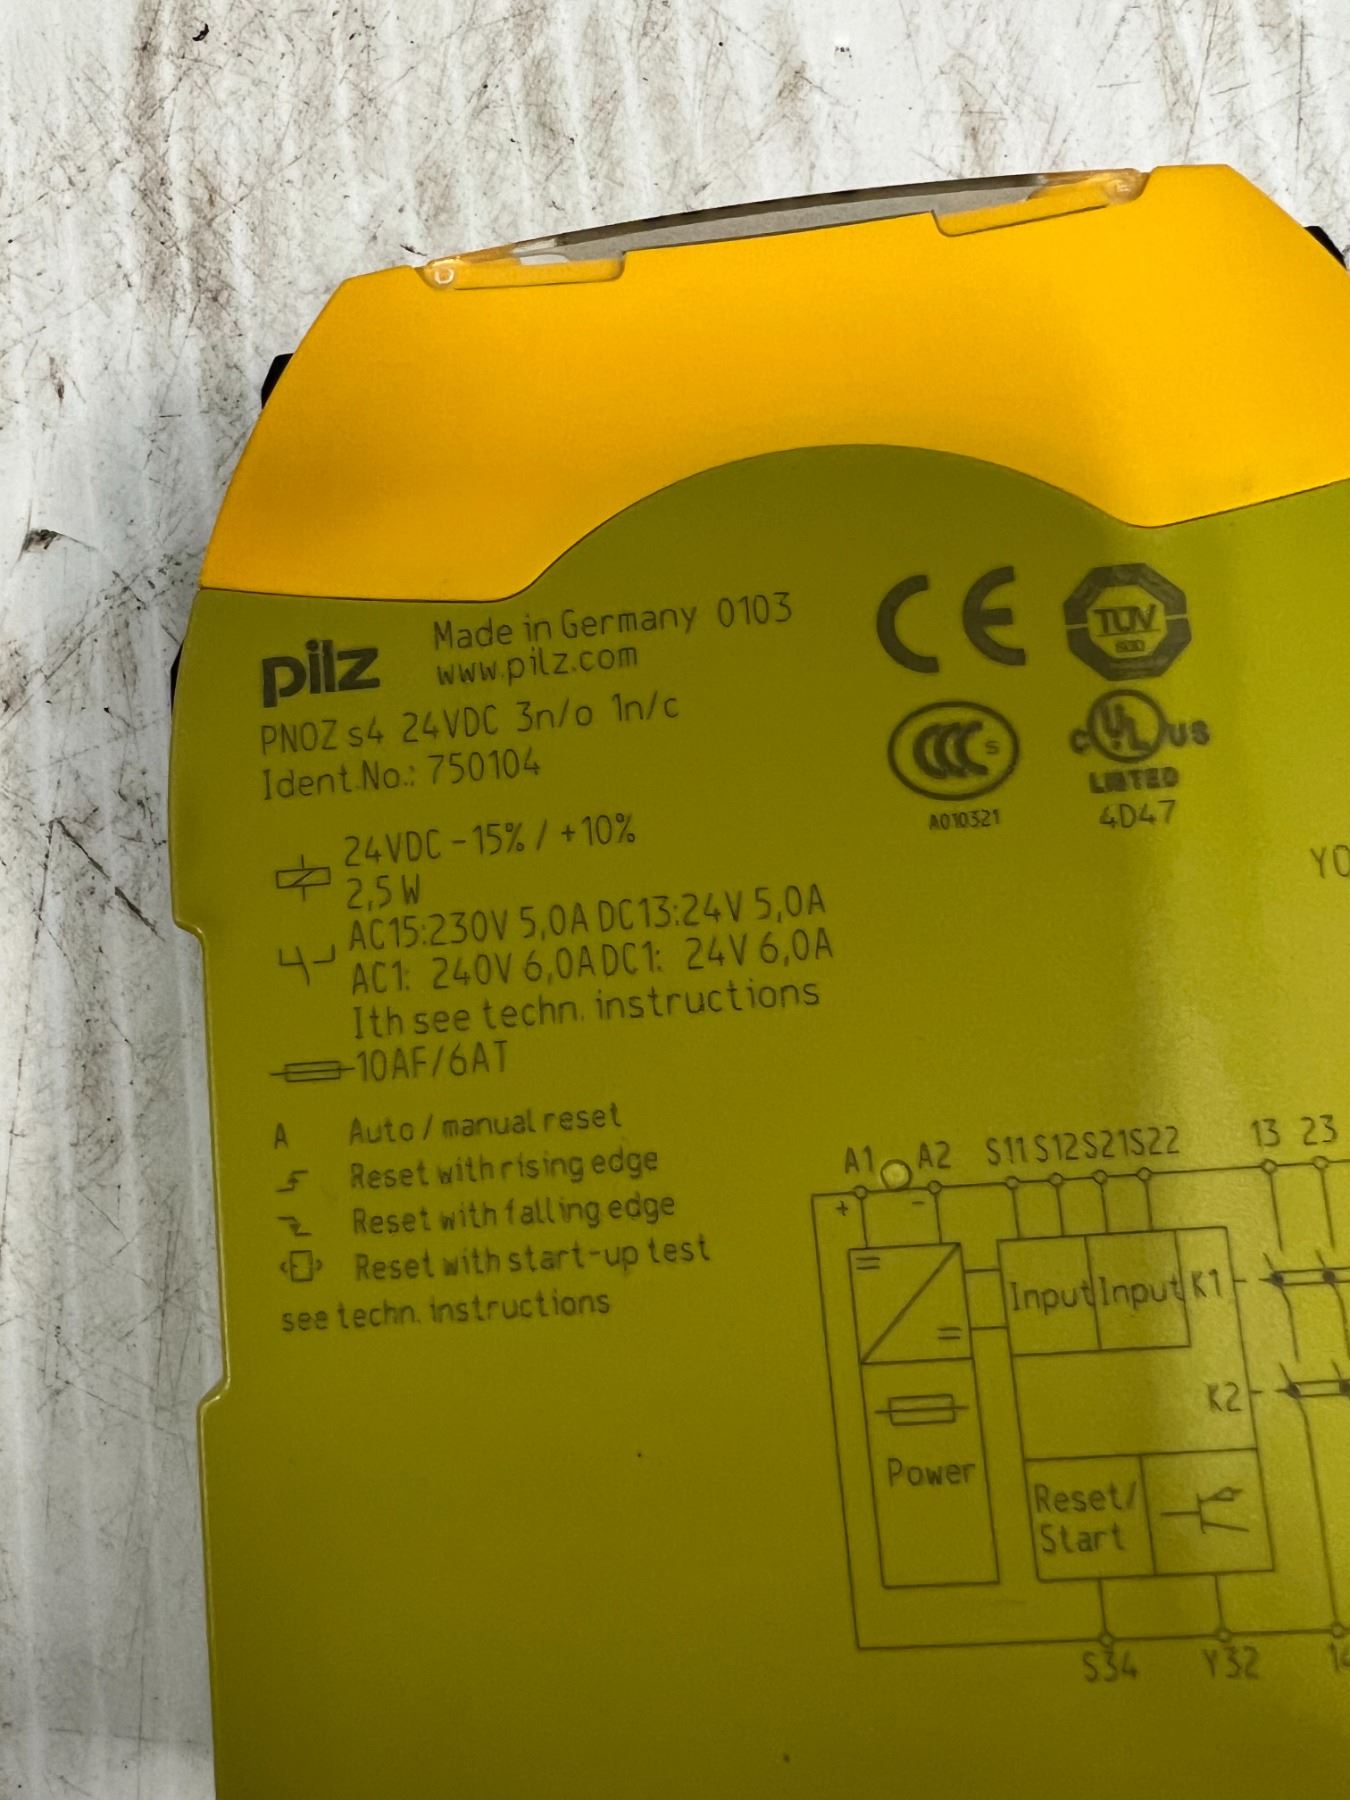 pilz
Made in Germany 0103
www.pilz.com
PNOZ s4 24VDC 3n/o 1n/c
Ident.No.: 750104
CE
TÜV
CCC S
A010321
C UL US
LISTED
4D47
24VDC -15% / +10%
2,5 W
AC15:230V 5,0A DC13:24V 5,0A
AC1: 240V 6,0A DC1: 24V 6,0A
Ith see techn. instructions
10AF/6AT
A Auto / manual reset
Reset with rising edge
Reset with falling edge
Reset with start-up test
see techn. instructions
A1 A2 S11 S12 S21 S22 13 23
+ -
Input Input K1
K2
Power
Reset/
Start
S34 Y32